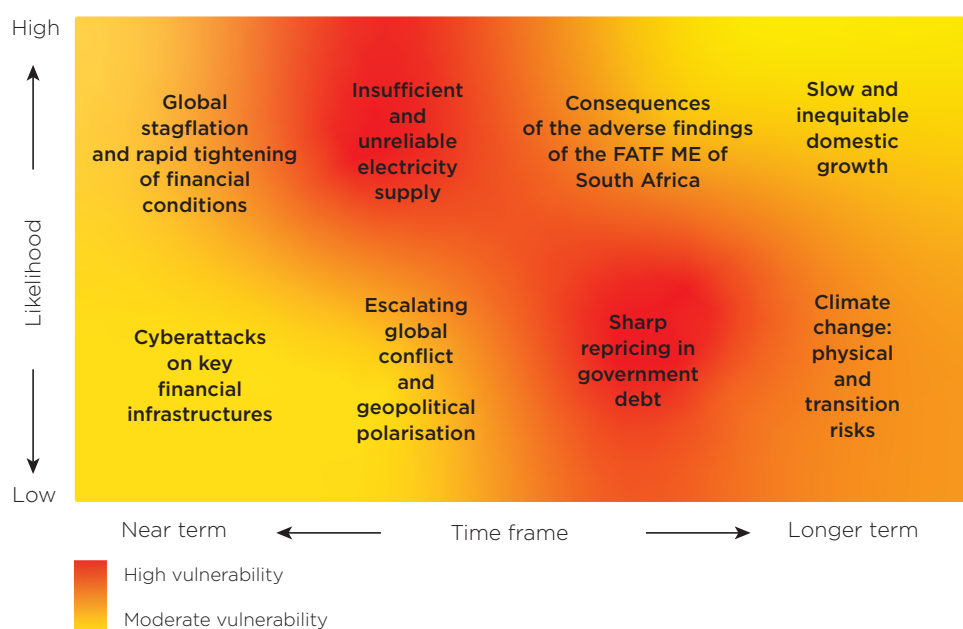 High
Global
stagflation
and rapid tightening
of financial
conditions
Insufficient
and
unreliable
electricity
supply
Consequences
of the adverse findings
of the FATF ME of
South Africa
Slow and
inequitable
domestic
growth
Likelihood
Cyberattacks
on key
financial
infrastructures
Escalating
global
conflict
and
geopolitical
polarisation
Sharp
repricing in
government
debt
Climate
change:
physical
and
transition
risks
Low
Near term
Time frame
Longer term
High vulnerability
Moderate vulnerability